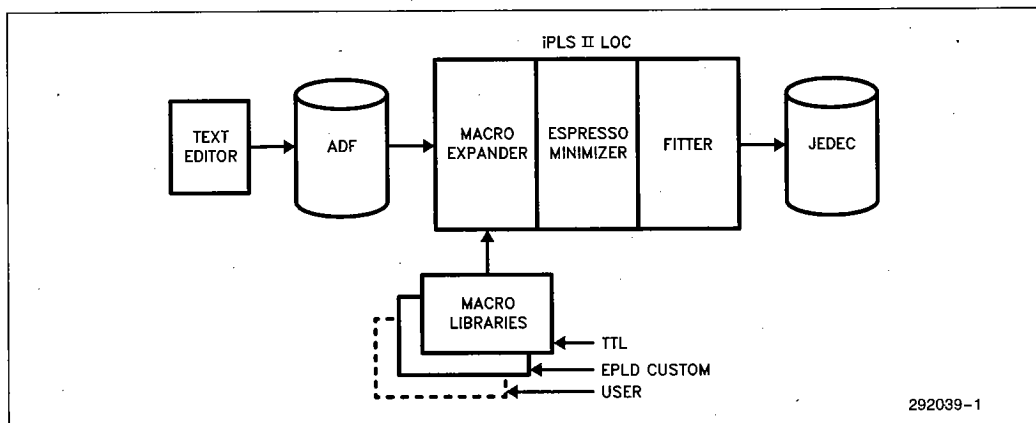 iPLS II LOC
TEXT
EDITOR
ADF
MACRO
EXPANDER
ESPRESSO
MINIMIZER
FITTER
JEDEC
MACRO
LIBRARIES
TTL
EPLD CUSTOM
USER
292039-1